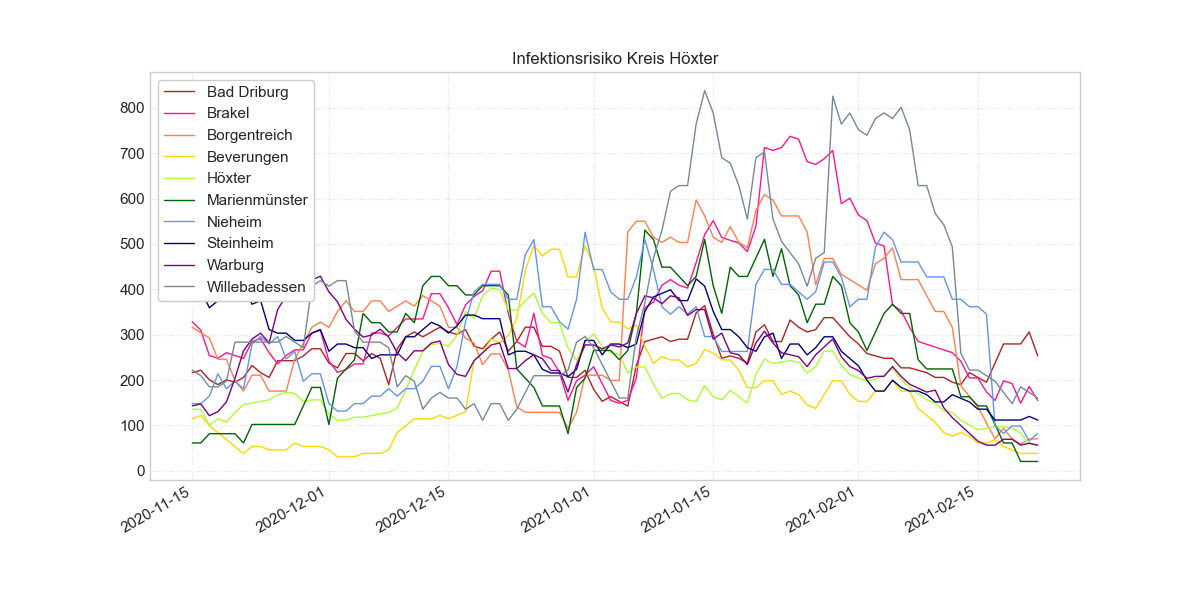 Infektionsrisiko Kreis Höxter
Bad Driburg
Brakel
Borgentreich
Beverungen
Höxter
Marienmünster
Nieheim
Steinheim
Warburg
Willebadessen
800
700
600
500
400
300
200
100
0
2020-11-15
2020-12-01
2020-12-15
2021-01-01
2021-01-15
2021-02-01
2021-02-15